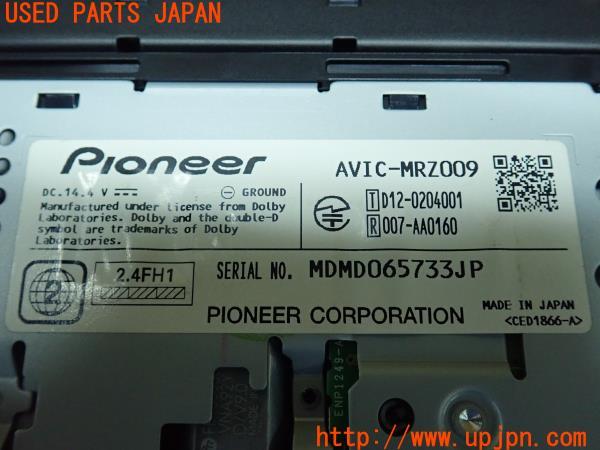 USED PARTS JAPAN
Pioneer
AVIC-MRZ009
DC.14.4 V
GROUND
T D12-0204001
R 007-AA0160
Manufactured under license from Dolby
Laboratories. Dolby and the double-D
symbol are trademarks of Dolby
Laboratories.
2
2.4FH1
SERIAL NO. MDMD065733JP
MADE IN JAPAN
PIONEER CORPORATION
<CED1866-A>
ENP1249-A
www.upjpn.com